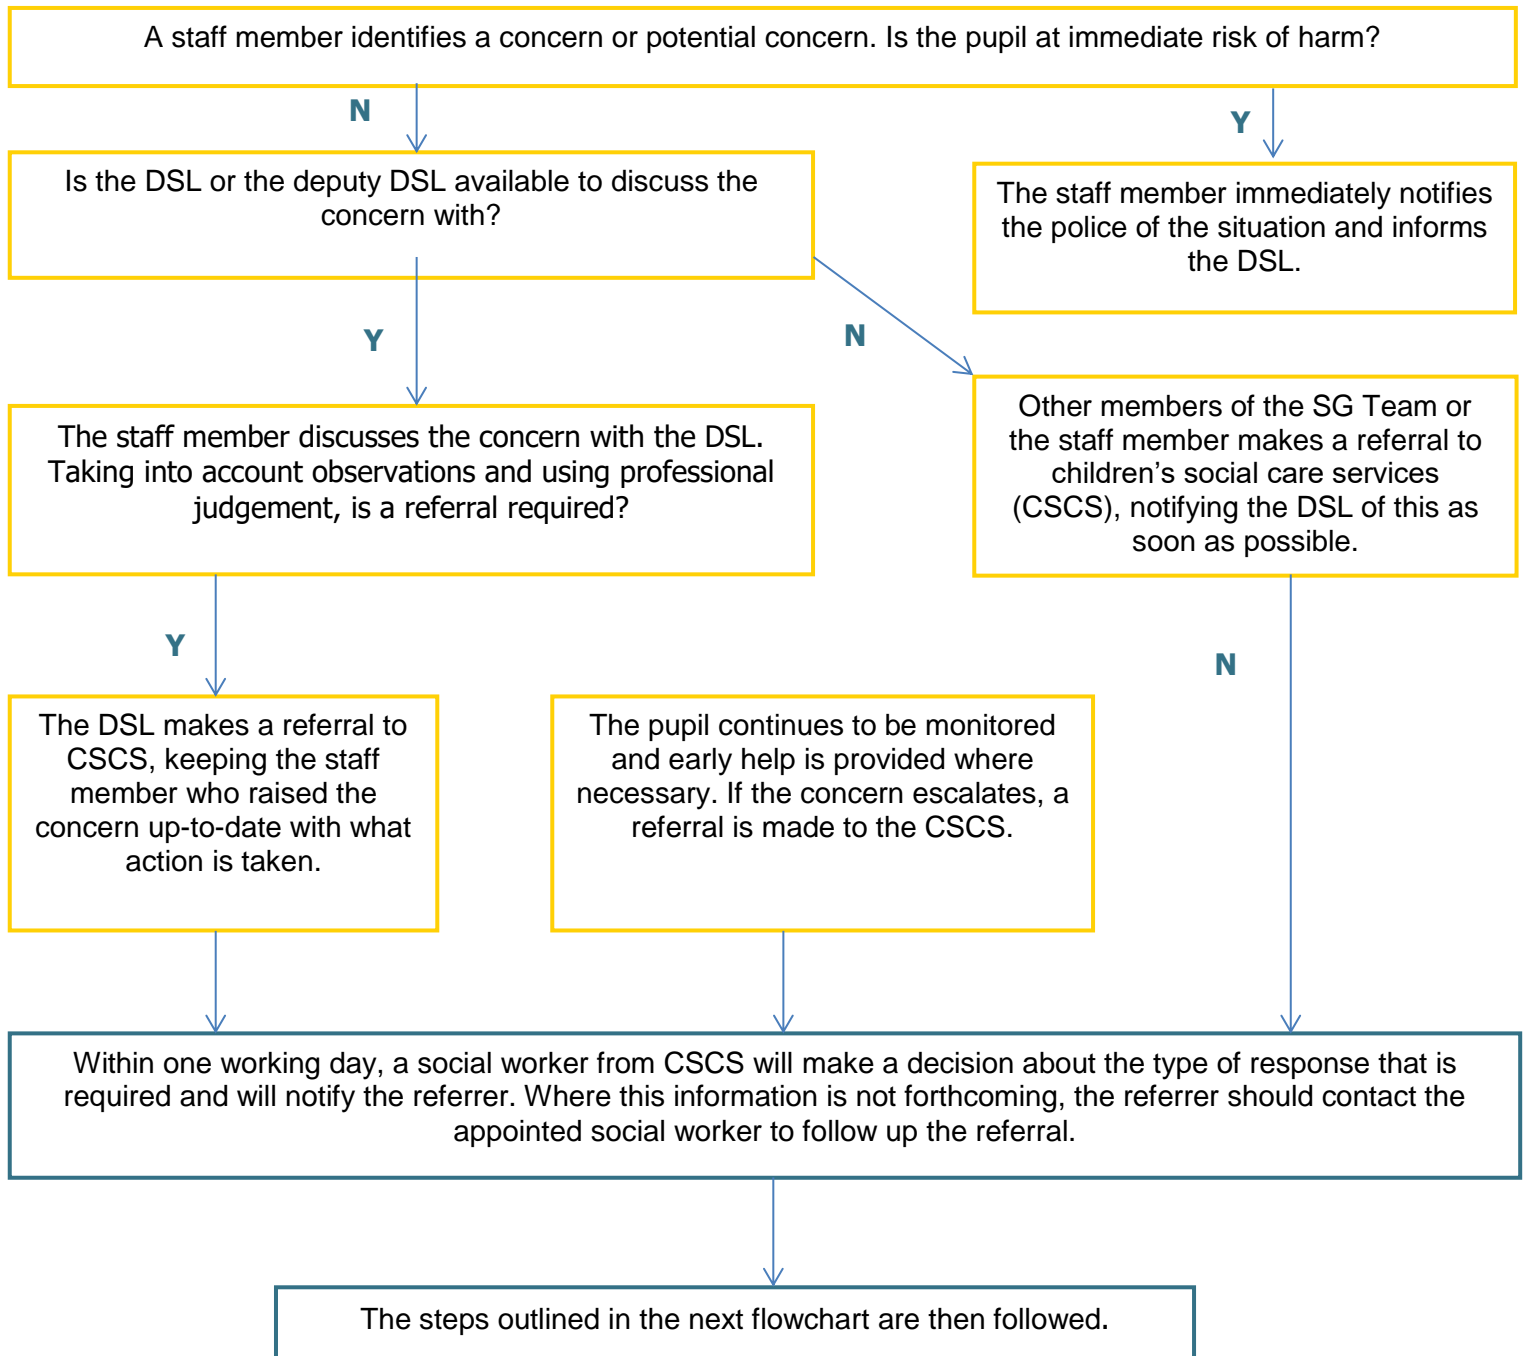 A staff member identifies a concern or potential concern. Is the pupil at immediate risk of harm?
N
Y
Is the DSL or the deputy DSL available to discuss the
concern with?
The staff member immediately notifies
the police of the situation and informs
the DSL.
Y
N
The staff member discusses the concern with the DSL.
Taking into account observations and using professional
judgement, is a referral required?
Other members of the SG Team or
the staff member makes a referral to
children’s social care services
(CSCS), notifying the DSL of this as
soon as possible.
Y
N
The DSL makes a referral to
CSCS, keeping the staff
member who raised the
concern up-to-date with what
action is taken.
The pupil continues to be monitored
and early help is provided where
necessary. If the concern escalates, a
referral is made to the CSCS.
Within one working day, a social worker from CSCS will make a decision about the type of response that is
required and will notify the referrer. Where this information is not forthcoming, the referrer should contact the
appointed social worker to follow up the referral.
The steps outlined in the next flowchart are then followed.